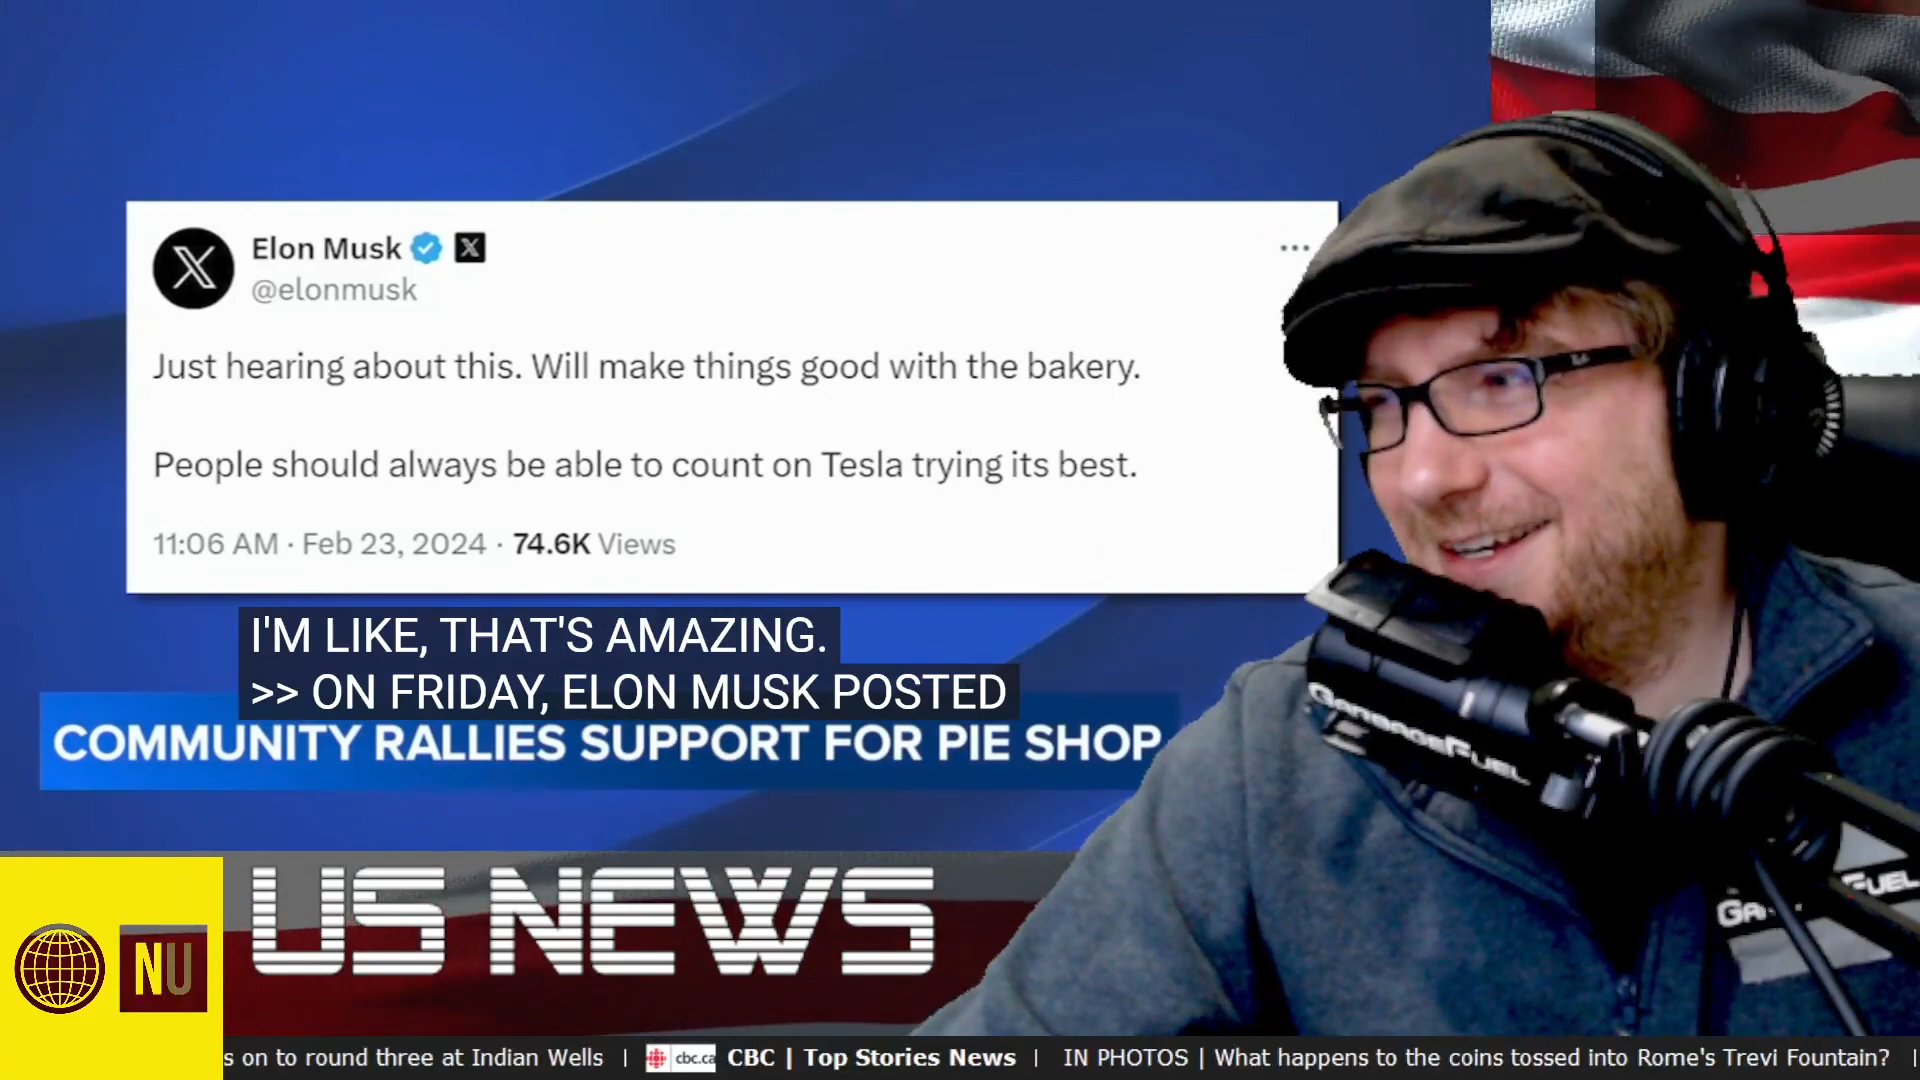 Elon Musk
@elonmusk
Just hearing about this. Will make things good with the bakery.
People should always be able to count on Tesla trying its best.
11:06 AM · Feb 23, 2024 · 74.6K Views
I'M LIKE, THAT'S AMAZING.
>> ON FRIDAY, ELON MUSK POSTED
COMMUNITY RALLIES SUPPORT FOR PIE SHOP
GARBAGEFUEL
US NEWS
NU
s on to round three at Indian Wells | cbc.ca CBC | Top Stories News | IN PHOTOS | What happens to the coins tossed into Rome's Trevi Fountain? |